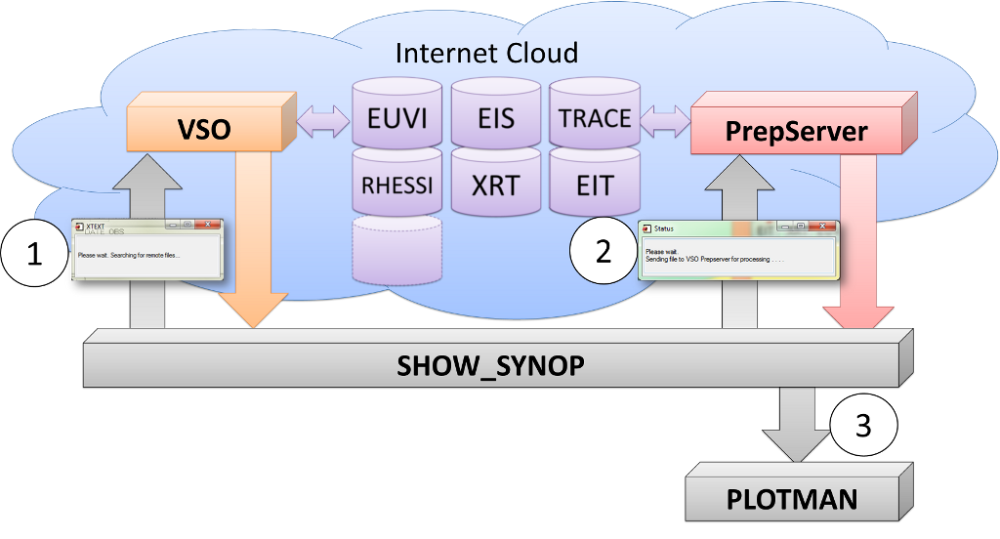 Internet Cloud
VSO
EUVI
EIS
TRACE
PrepServer
RHESSI
XRT
EIT
1
XTEXT
DATE_OBS
Please wait. Searching for remote files...
2
Status
Please wait.
Sending file to VSO Prepserver for processing . . . .
SHOW_SYNOP
3
PLOTMAN